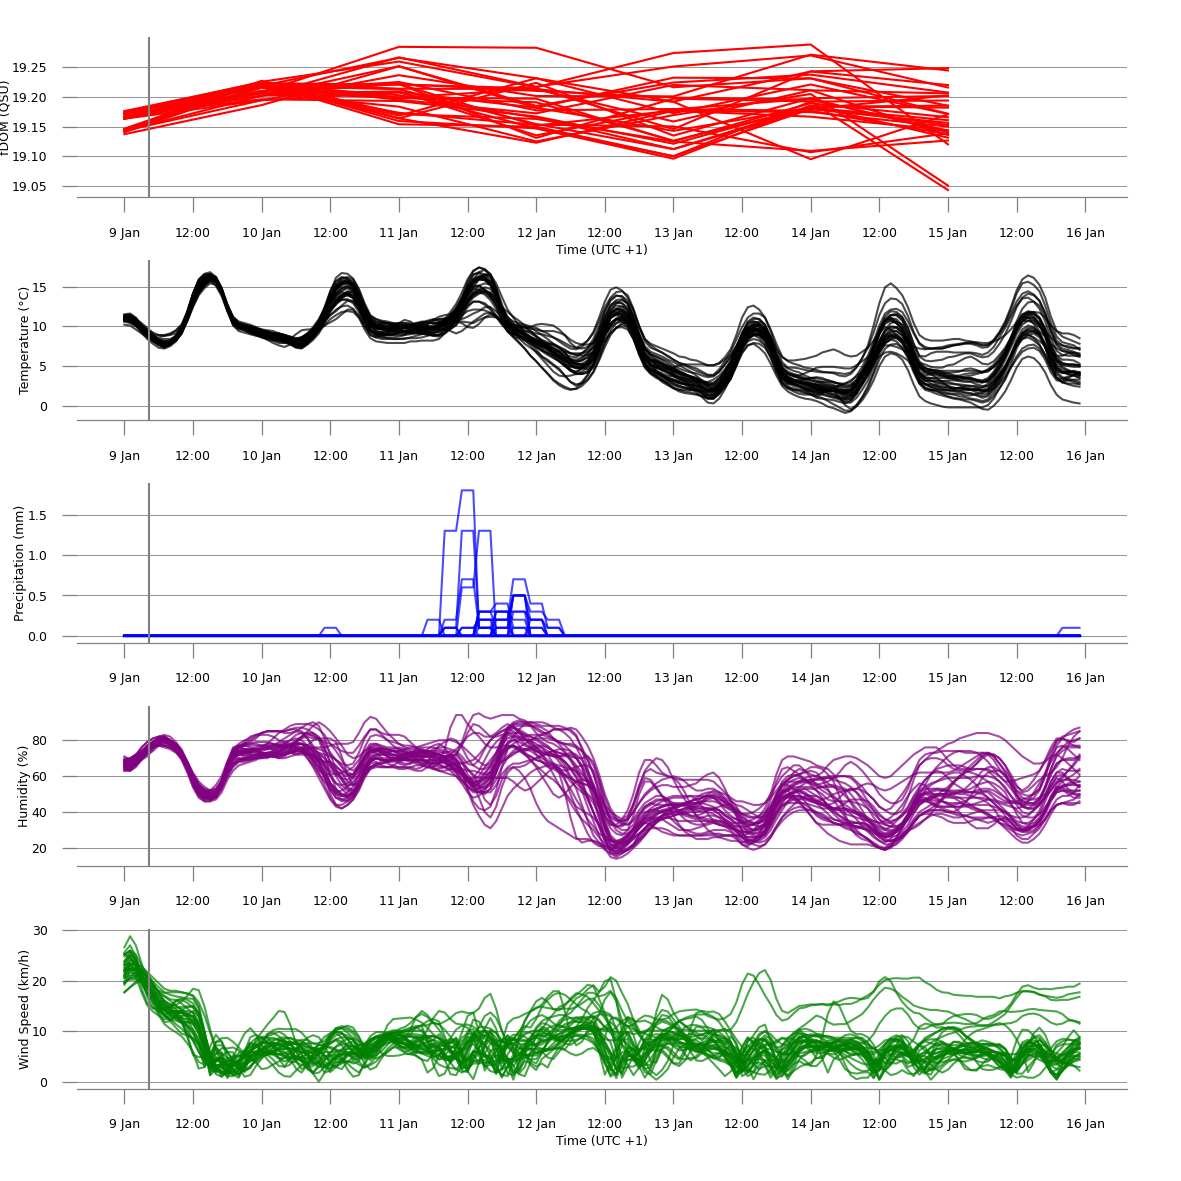 fDOM (QSU)
19.25
19.20
19.15
19.10
19.05
9 Jan 12:00 10 Jan 12:00 11 Jan 12:00 12 Jan 12:00 13 Jan 12:00 14 Jan 12:00 15 Jan 12:00 16 Jan
Time (UTC +1)
Temperature (°C)
15
10
5
0
9 Jan 12:00 10 Jan 12:00 11 Jan 12:00 12 Jan 12:00 13 Jan 12:00 14 Jan 12:00 15 Jan 12:00 16 Jan
Precipitation (mm)
1.5
1.0
0.5
0.0
9 Jan 12:00 10 Jan 12:00 11 Jan 12:00 12 Jan 12:00 13 Jan 12:00 14 Jan 12:00 15 Jan 12:00 16 Jan
Humidity (%)
80
60
40
20
9 Jan 12:00 10 Jan 12:00 11 Jan 12:00 12 Jan 12:00 13 Jan 12:00 14 Jan 12:00 15 Jan 12:00 16 Jan
Wind Speed (km/h)
30
20
10
0
9 Jan 12:00 10 Jan 12:00 11 Jan 12:00 12 Jan 12:00 13 Jan 12:00 14 Jan 12:00 15 Jan 12:00 16 Jan
Time (UTC +1)